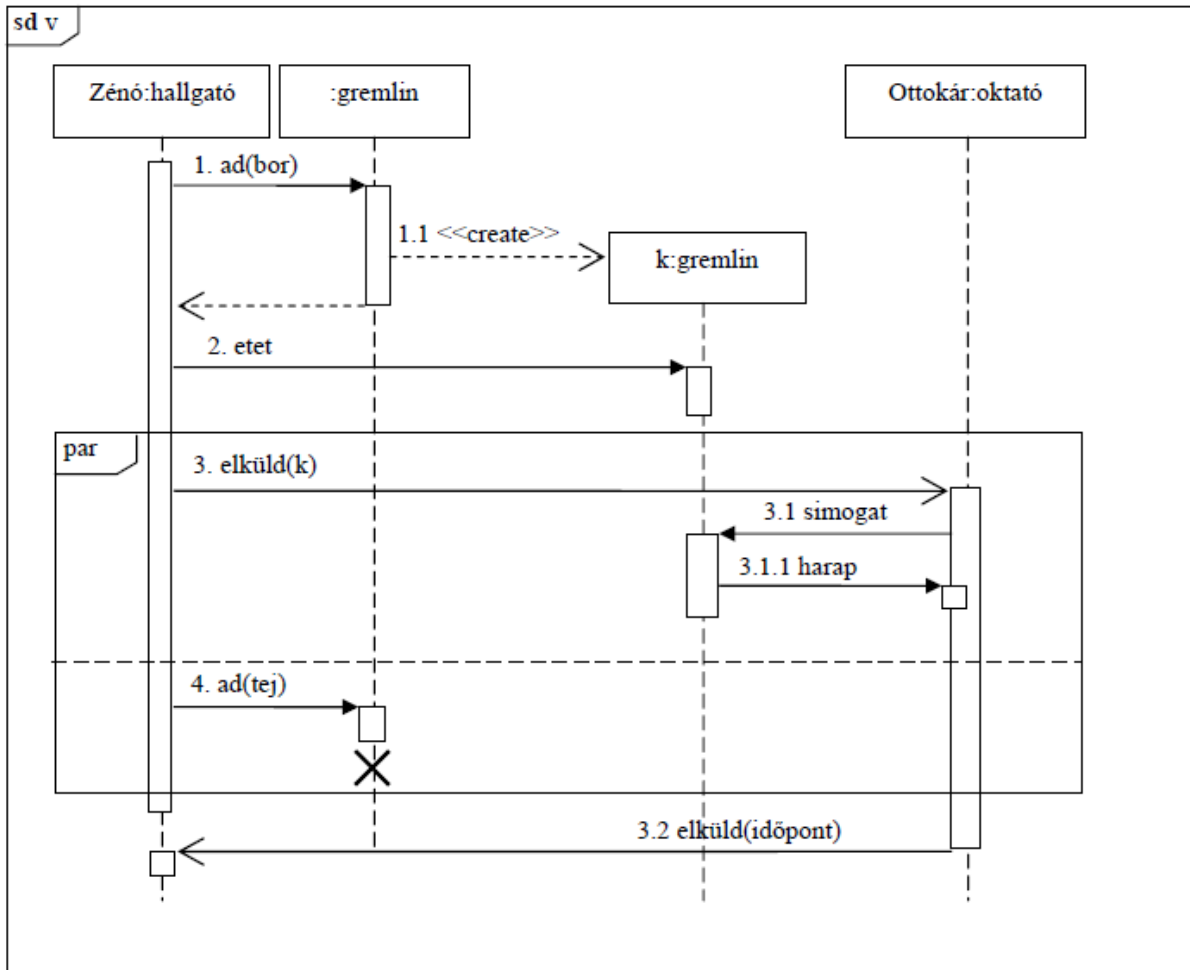 sd v
Zénó:hallgató
:gremlin
Ottokár:oktató
1. ad(bor)
1.1 <<create>>
k:gremlin
2. etet
par
3. elküld(k)
3.1 simogat
3.1.1 harap
4. ad(tej)
3.2 elküld(időpont)